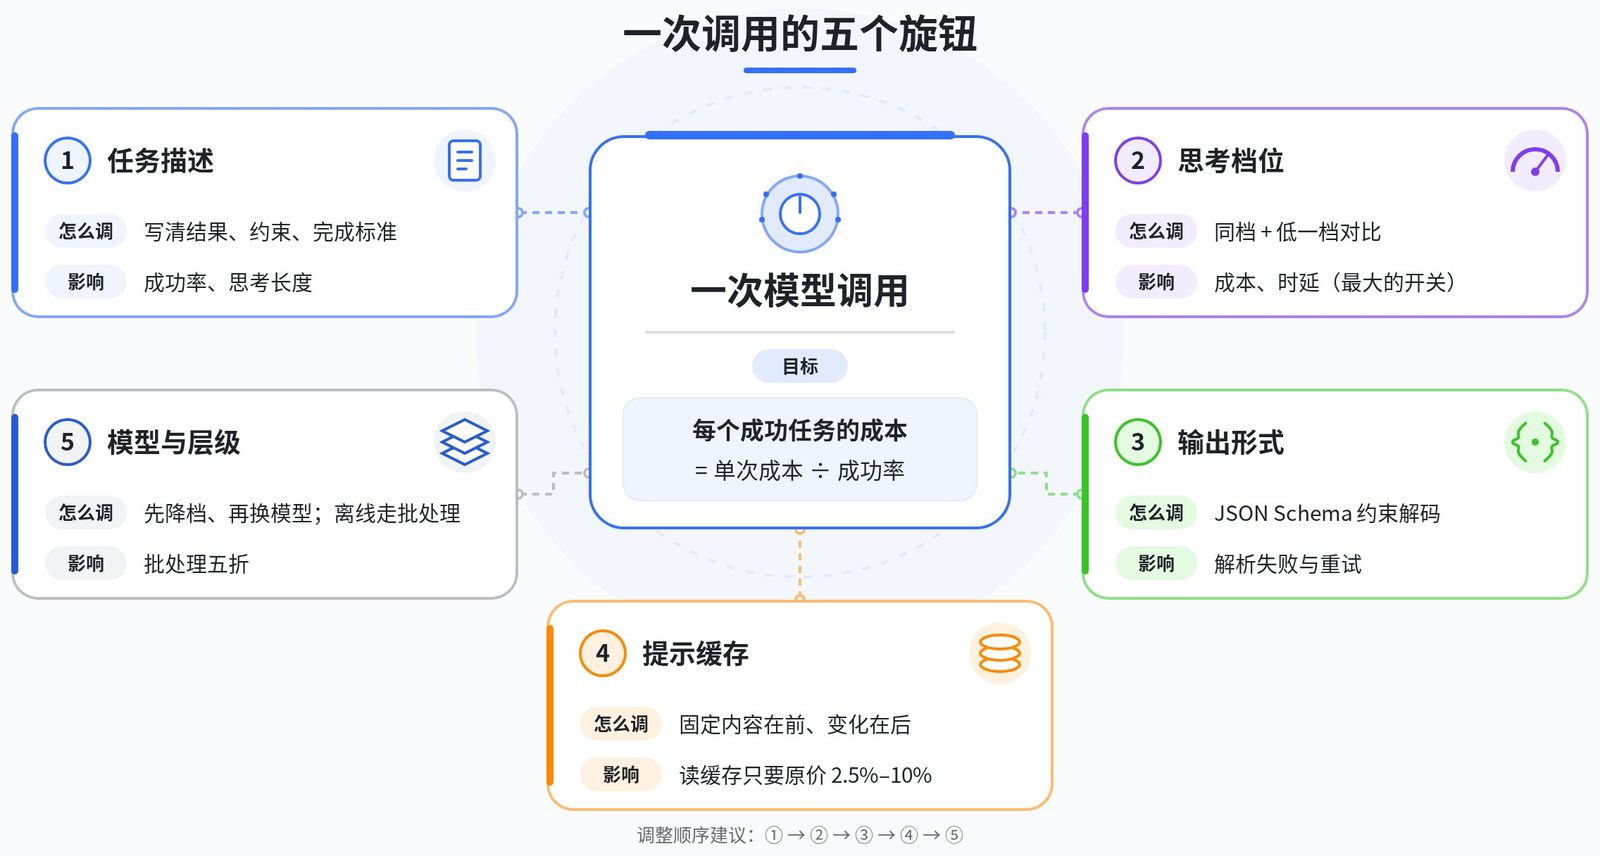 一次调用的五个旋钮
1 任务描述
怎么调 写清结果、约束、完成标准
影响 成功率、思考长度
2 思考档位
怎么调 同档 + 低一档对比
影响 成本、时延（最大的开关）
一次模型调用
目标
每个成功任务的成本
= 单次成本 ÷ 成功率
5 模型与层级
怎么调 先降档、再换模型；离线走批处理
影响 批处理五折
3 输出形式
怎么调 JSON Schema 约束解码
影响 解析失败与重试
4 提示缓存
怎么调 固定内容在前、变化在后
影响 读缓存只要原价 2.5%–10%
调整顺序建议：① → ② → ③ → ④ → ⑤